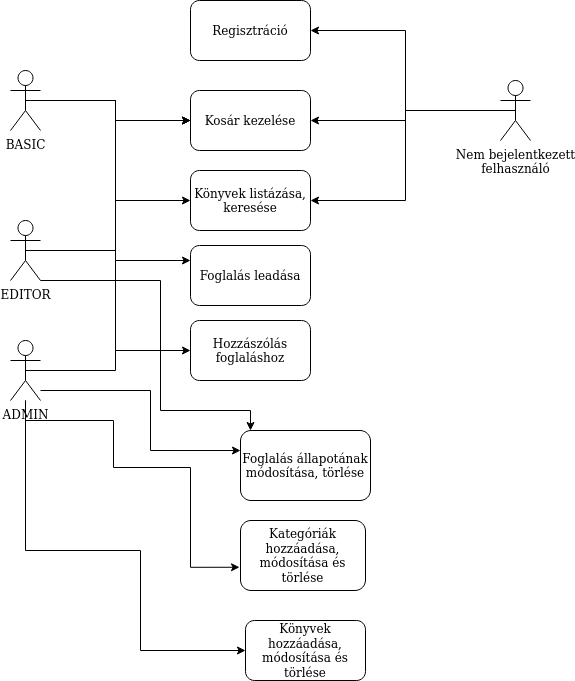 Regisztráció
BASIC
Kosár kezelése
Nem bejelentkezett
felhasználó
Könyvek listázása,
keresése
EDITOR
Foglalás leadása
Hozzászólás
foglaláshoz
ADMIN
Foglalás állapotának
módosítása, törlése
Kategóriák
hozzáadása,
módosítása és
törlése
Könyvek
hozzáadása,
módosítása és
törlése